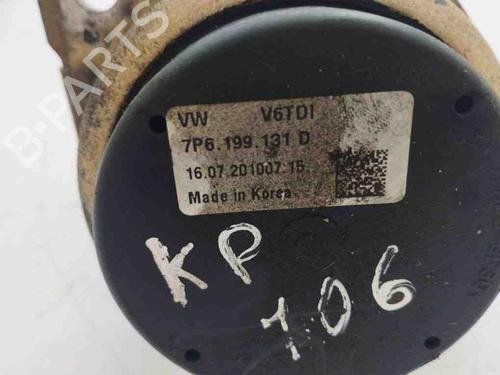 B-PARTS
VW V6TDI
7P6.199.131 D
16.07.201007:15
Made in Korea
KP
106